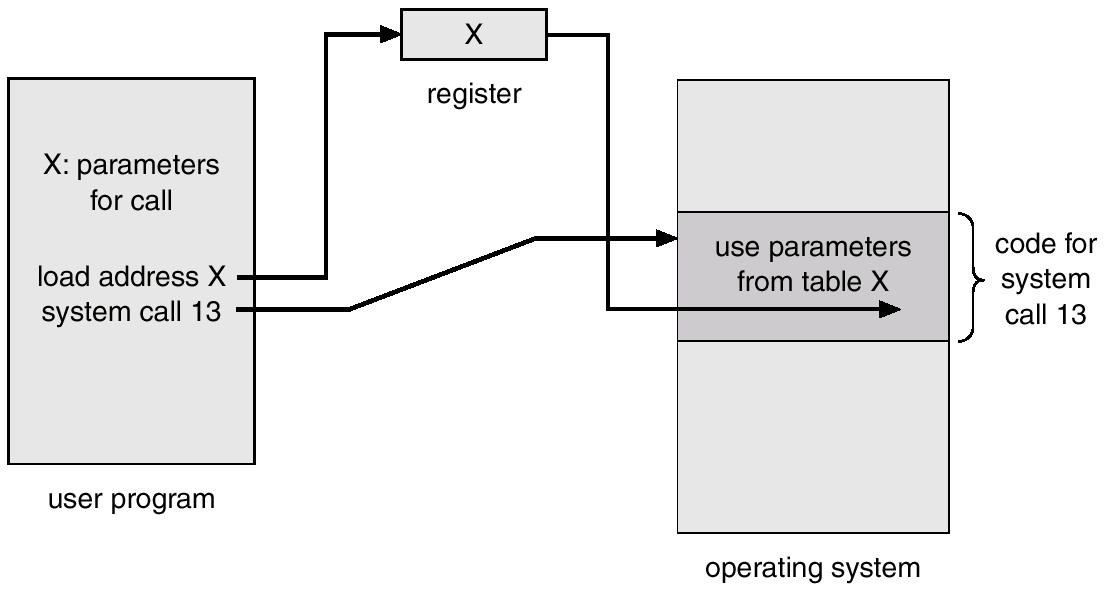 X
register
X: parameters
for call
load address X
system call 13
user program
use parameters
from table X
code for
system
call 13
operating system